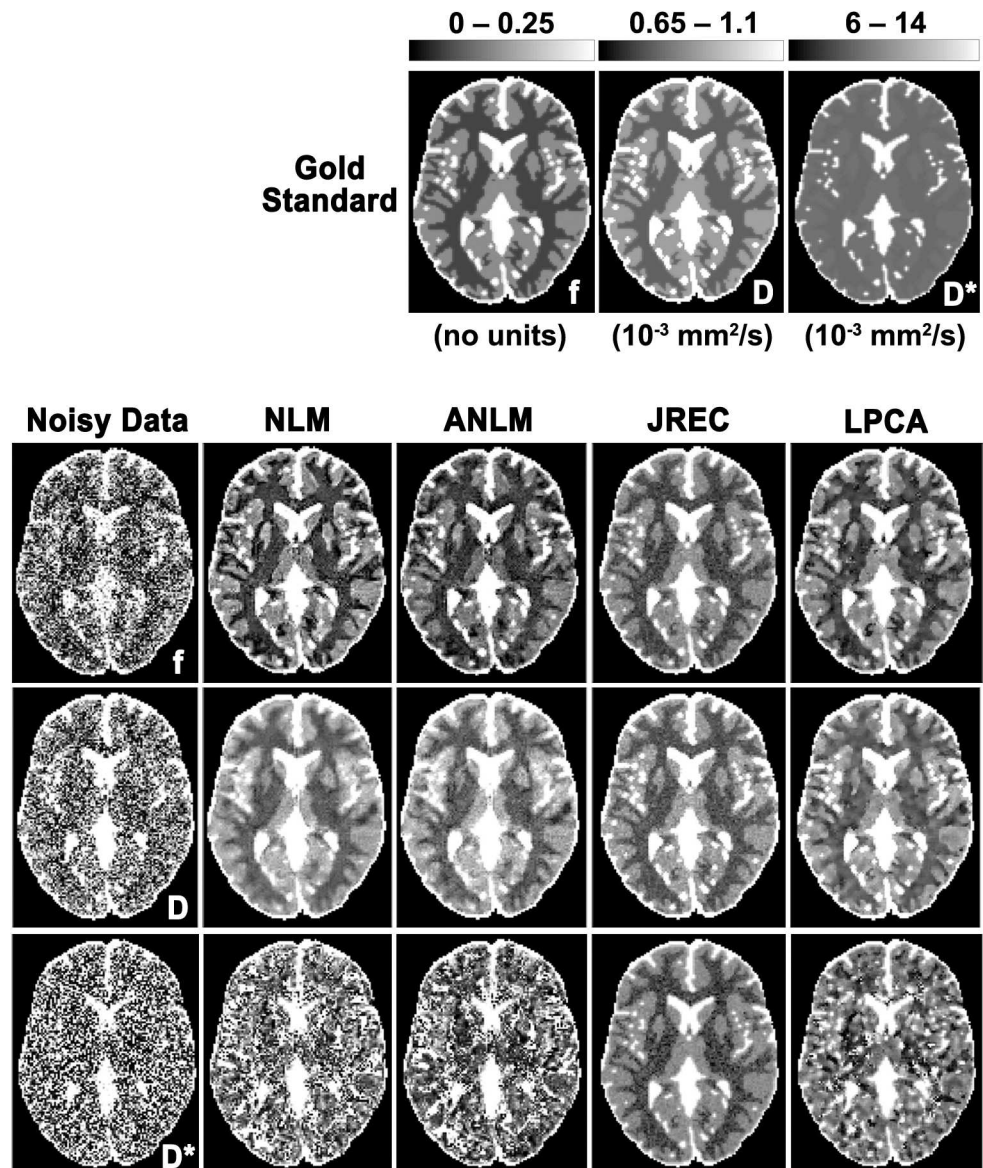 0 – 0.25 0.65 – 1.1 6 – 14
Gold
Standard
f D D*
(no units) (10⁻³ mm²/s) (10⁻³ mm²/s)
Noisy Data NLM ANLM JREC LPCA
f
D
D*